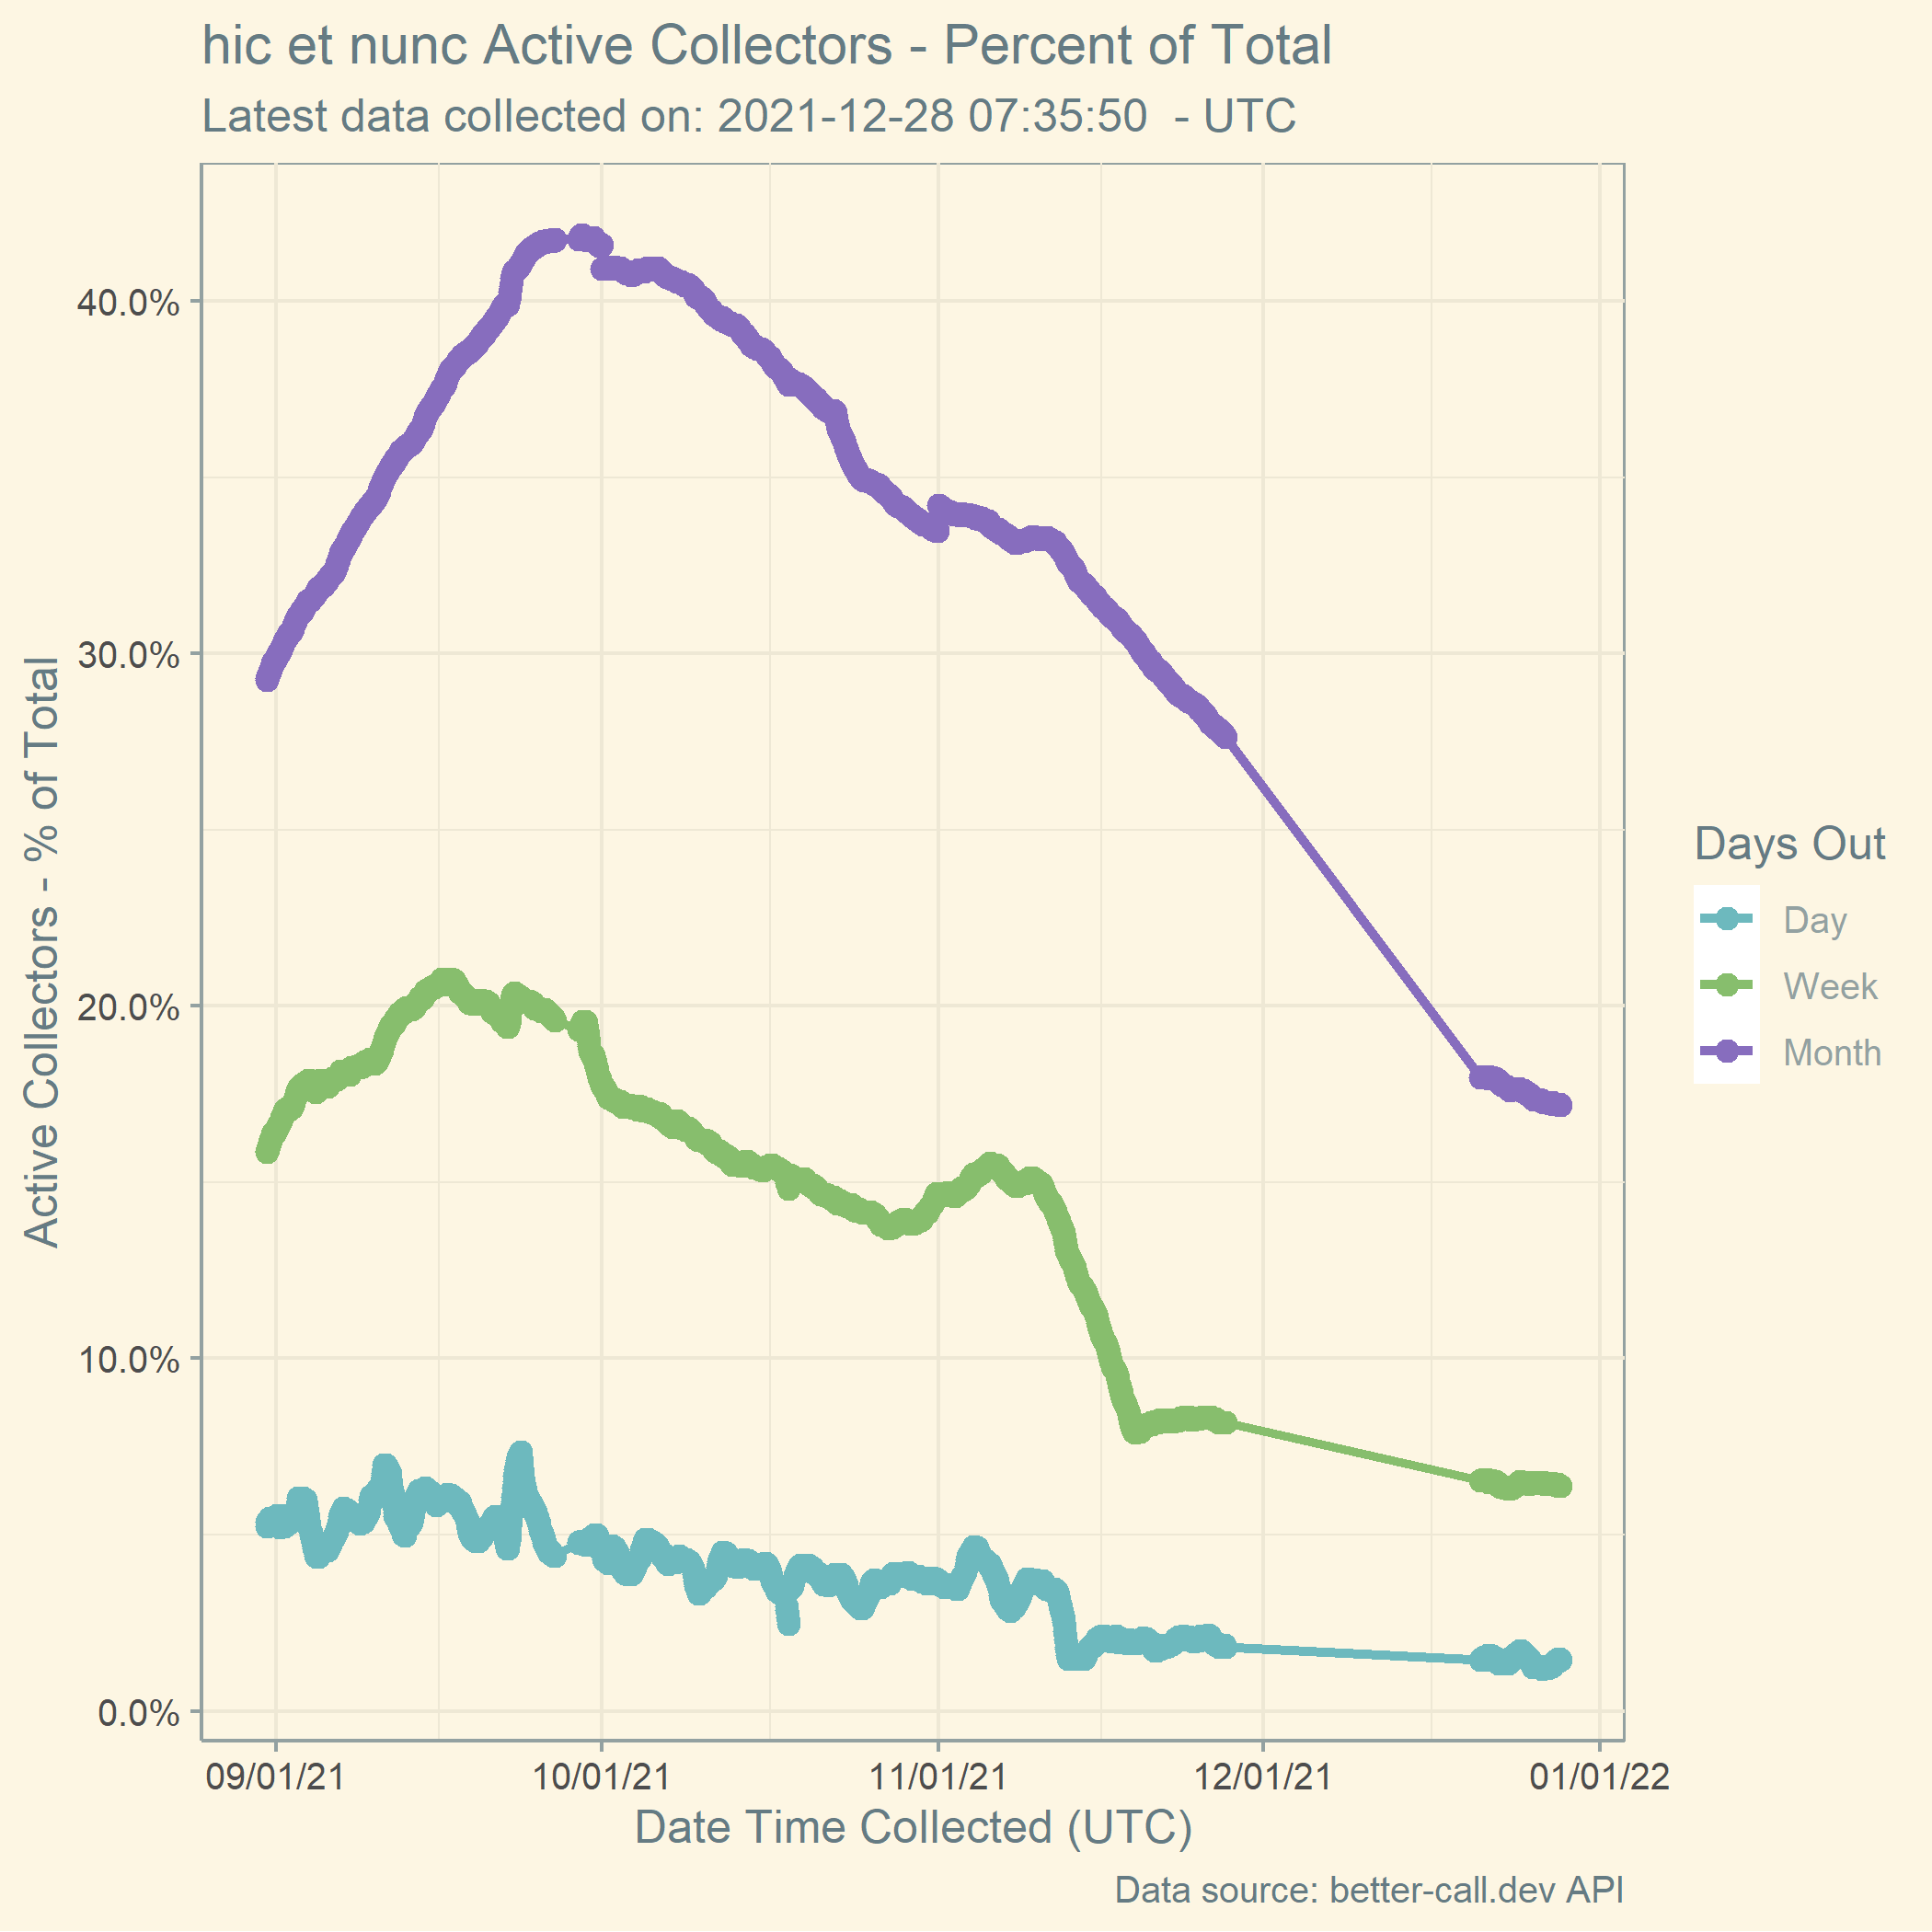 hic et nunc Active Collectors - Percent of Total
Latest data collected on: 2021-12-28 07:35:50  - UTC
Active Collectors - % of Total
40.0%
30.0%
20.0%
10.0%
0.0%
09/01/21
10/01/21
11/01/21
12/01/21
01/01/22
Date Time Collected (UTC)
Days Out
Day
Week
Month
Data source: better-call.dev API